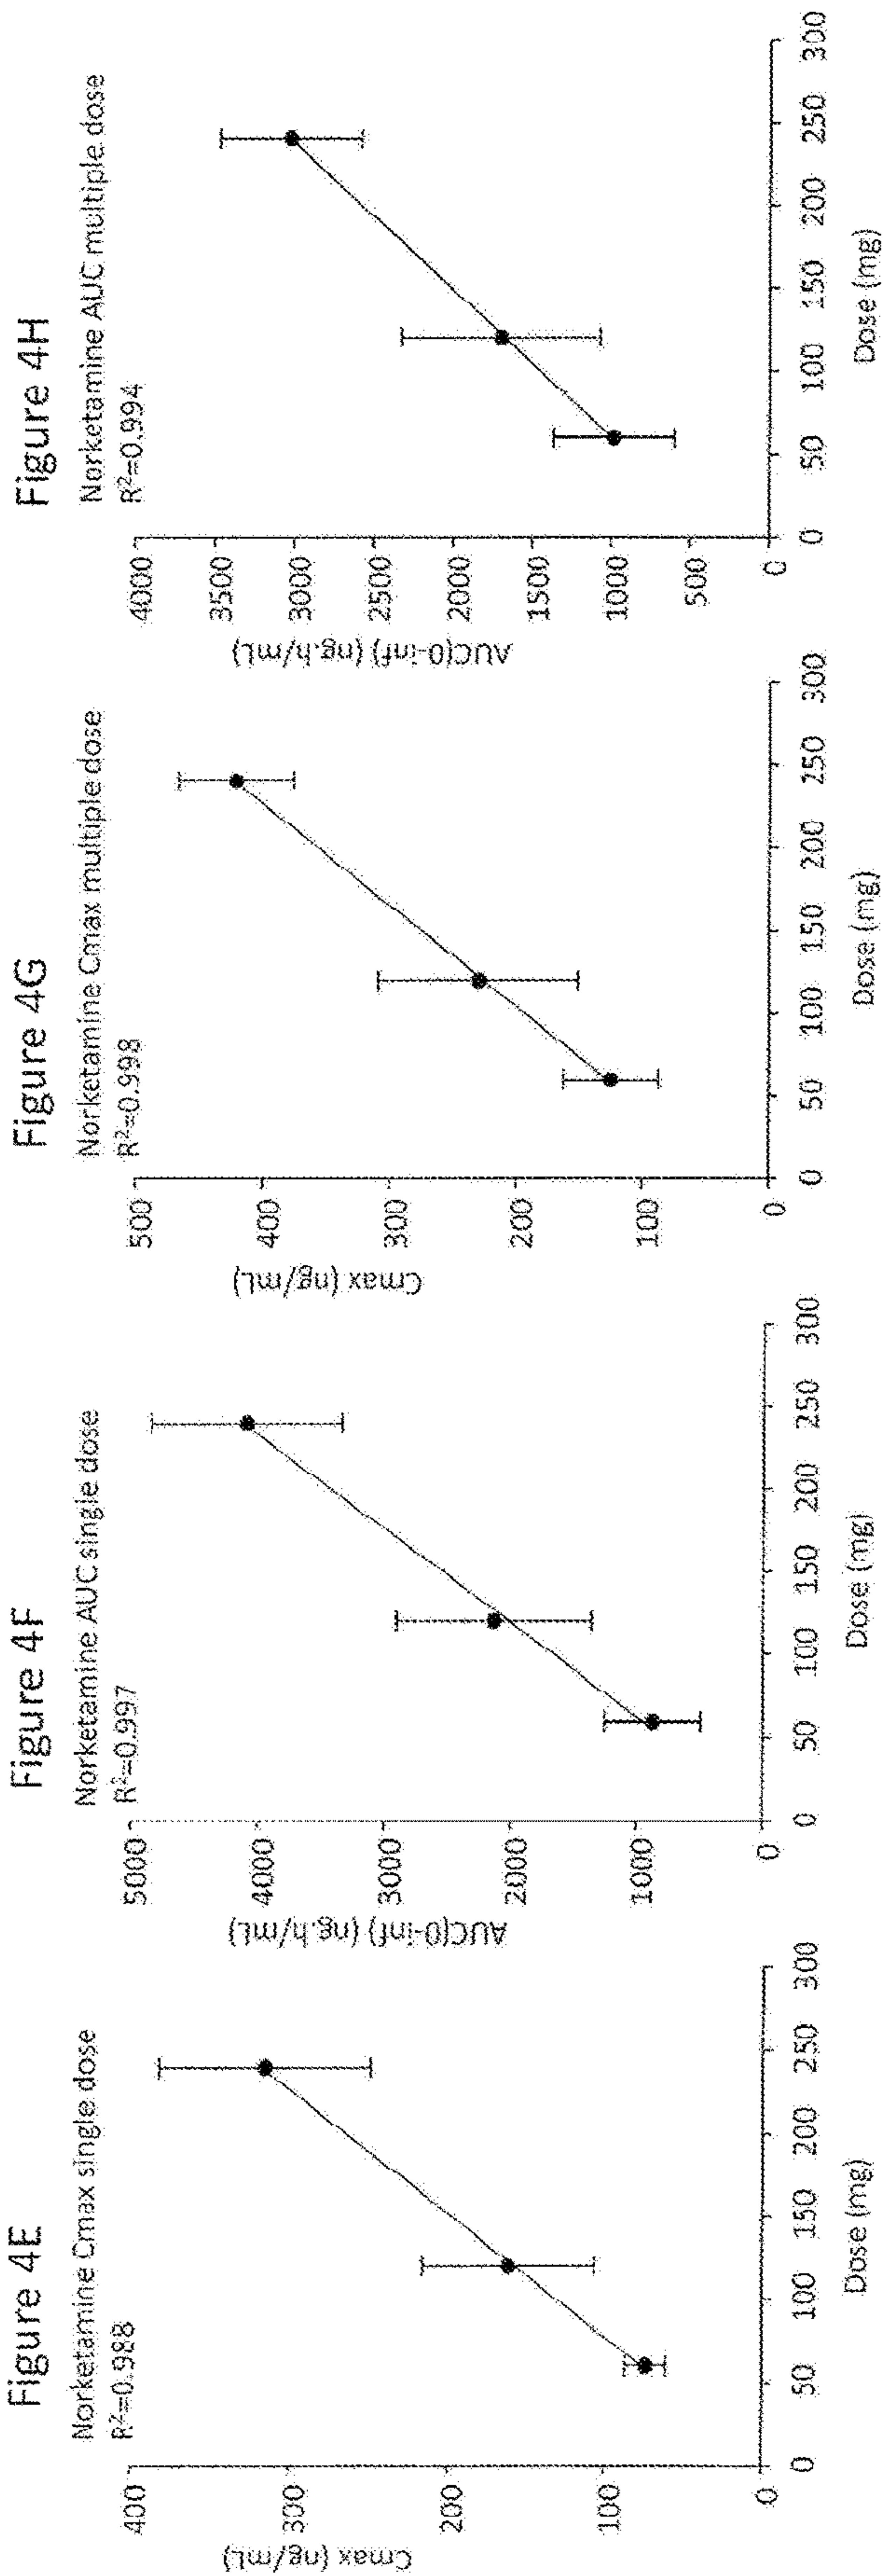 Figure 4E
Norketamine Cmax single dose
R²=0.988
Cmax (ng/mL)
400
300
200
100
0
0 50 100 150 200 250 300
Dose (mg)
Figure 4F
Norketamine AUC single dose
R²=0.997
AUC(0-inf) (ng.h/mL)
5000
4000
3000
2000
1000
0
0 50 100 150 200 250 300
Dose (mg)
Figure 4G
Norketamine Cmax multiple dose
R²=0.998
Cmax (ng/mL)
500
400
300
200
100
0
0 50 100 150 200 250 300
Dose (mg)
Figure 4H
Norketamine AUC multiple dose
R²=0.994
AUC(0-inf) (ng.h/mL)
4000
3500
3000
2500
2000
1500
1000
500
0
0 50 100 150 200 250 300
Dose (mg)